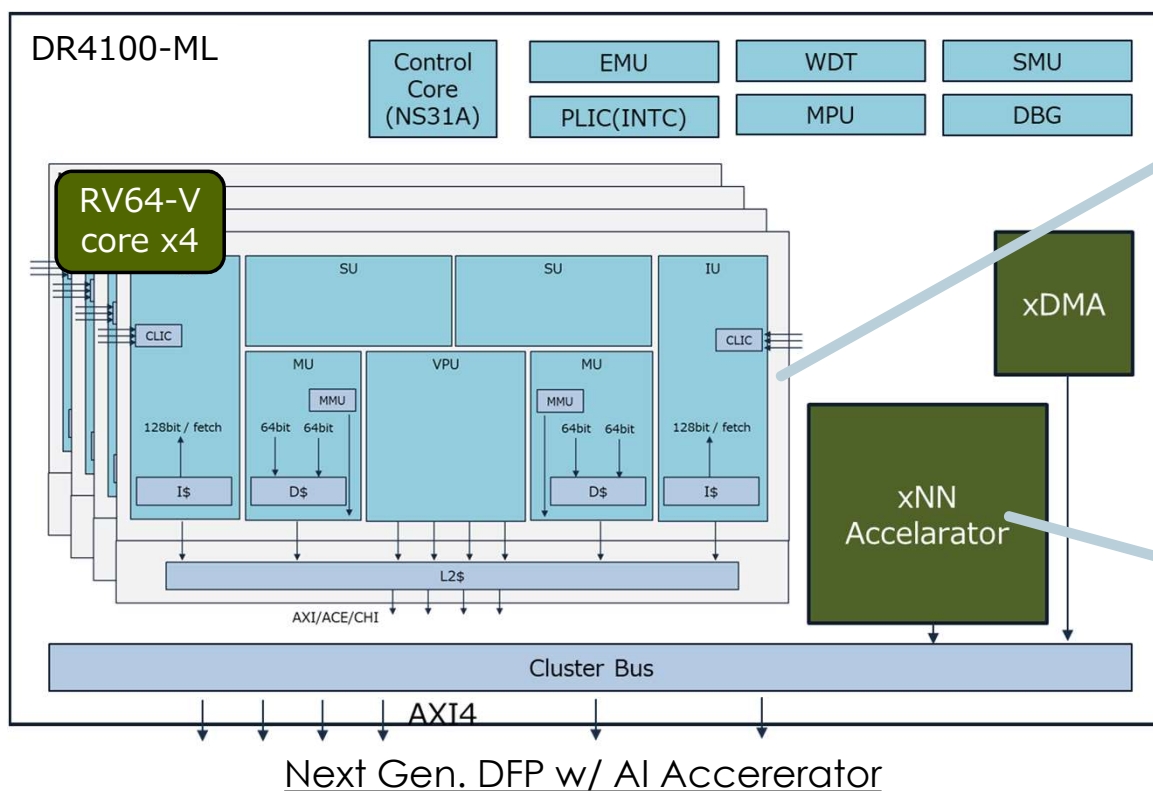 DR4100-ML
Control
Core
(NS31A)
EMU
WDT
SMU
PLIC(INTC)
MPU
DBG
RV64-V
core x4
SU
SU
IU
CLIC
CLIC
MU
VPU
MU
MMU
MMU
128bit / fetch
64bit
64bit
64bit
64bit
128bit / fetch
I$
D$
D$
I$
L2$
AXI/ACE/CHI
xDMA
xNN
Accelarator
Cluster Bus
AXI4
Next Gen. DFP w/ AI Accererator